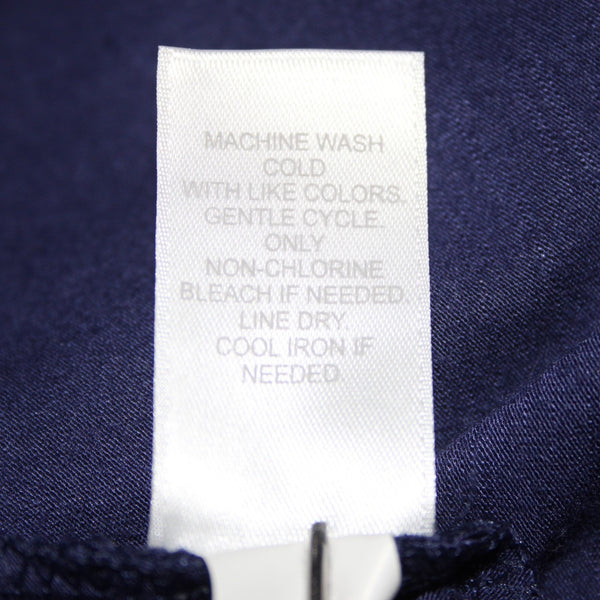 MACHINE WASH
COLD
WITH LIKE COLORS.
GENTLE CYCLE.
ONLY
NON-CHLORINE
BLEACH IF NEEDED.
LINE DRY.
COOL IRON IF
NEEDED.